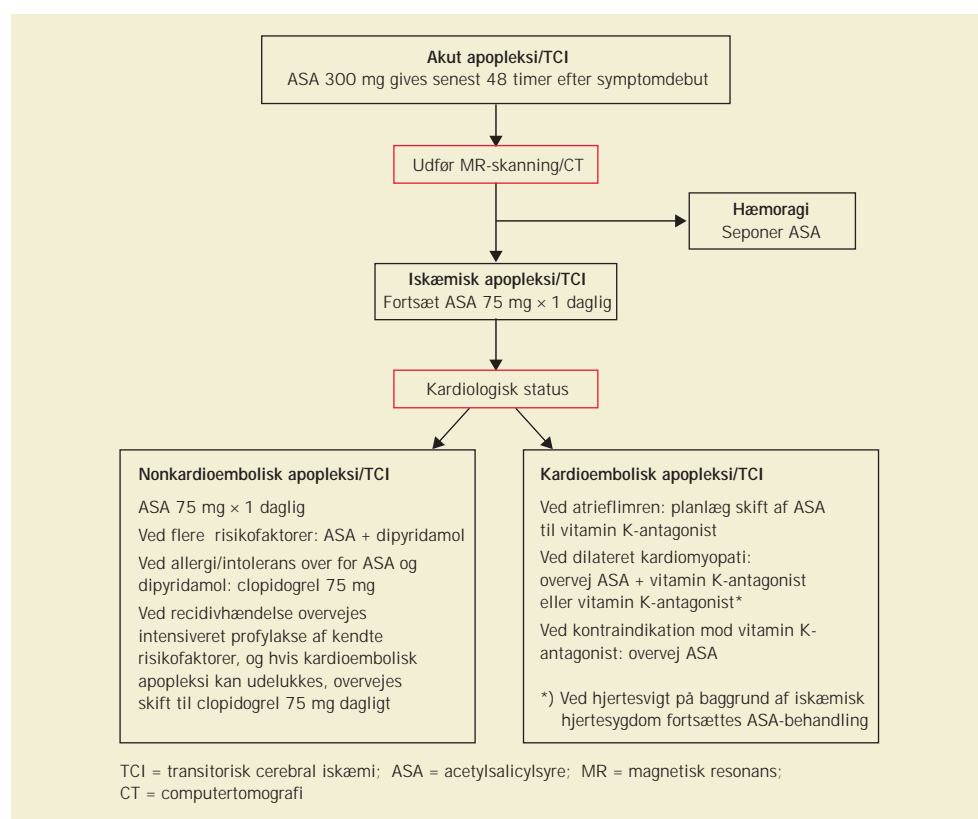 Akut apopleksi/TCI
ASA 300 mg gives senest 48 timer efter symptomdebut
Udfør MR-skanning/CT
Hæmoragi
Seponer ASA
Iskæmisk apopleksi/TCI
Fortsæt ASA 75 mg × 1 daglig
Kardiologisk status
Nonkardioembolisk apopleksi/TCI
ASA 75 mg × 1 daglig
Ved flere risikofaktorer: ASA + dipyridamol
Ved allergi/intolerans over for ASA og
dipyridamol: clopidogrel 75 mg
Ved recidivhændelse overvejes
intensiveret profylakse af kendte
risikofaktorer, og hvis kardioembolisk
apopleksi kan udelukkes, overvejes
skift til clopidogrel 75 mg dagligt
Kardioembolisk apopleksi/TCI
Ved atrieflimren: planlæg skift af ASA
til vitamin K-antagonist
Ved dilateret kardiomyopati:
overvej ASA + vitamin K-antagonist
eller vitamin K-antagonist*
Ved kontraindikation mod vitamin K-
antagonist: overvej ASA
*) Ved hjertesvigt på baggrund af iskæmisk
hjertesygdom fortsættes ASA-behandling
TCI = transitorisk cerebral iskæmi; ASA = acetylsalicylsyre; MR = magnetisk resonans;
CT = computertomografi